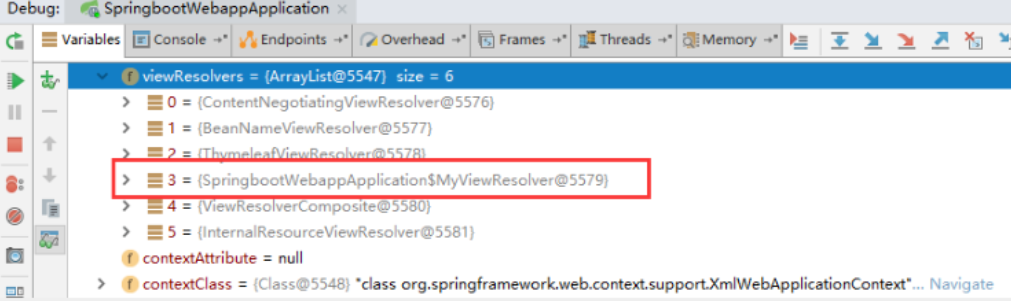 Debug: SpringbootWebappApplication ×
Variables Console →* Endpoints →* Overhead →* Frames →* Threads →* Memory →*
viewResolvers = {ArrayList@5547} size = 6
0 = {ContentNegotiatingViewResolver@5576}
1 = {BeanNameViewResolver@5577}
2 = {ThymeleafViewResolver@5578}
3 = {SpringbootWebappApplication$MyViewResolver@5579}
4 = {ViewResolverComposite@5580}
5 = {InternalResourceViewResolver@5581}
contextAttribute = null
contextClass = {Class@5548} "class org.springframework.web.context.support.XmlWebApplicationContext"... Navigate